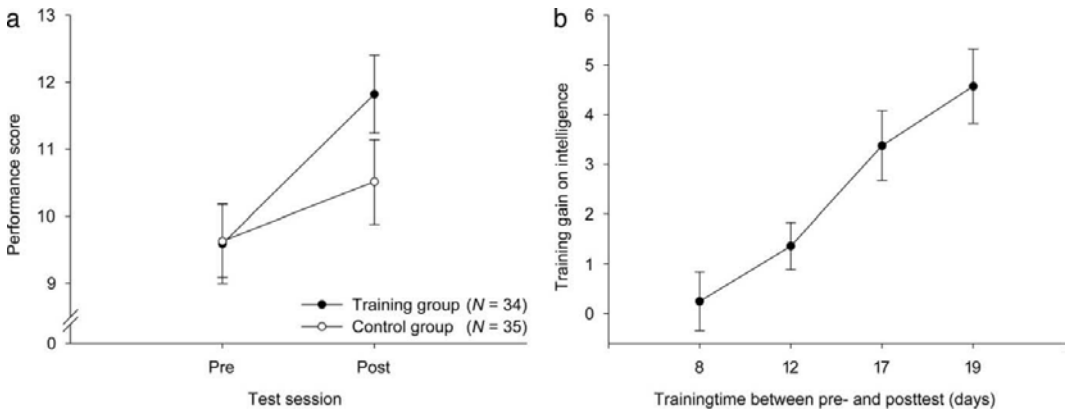 a
13
12
11
10
9
0
Performance score
Training group (N = 34)
Control group (N = 35)
Pre
Post
Test session
b
6
5
4
3
2
1
0
Training gain on intelligence
8
12
17
19
Trainingtime between pre- and posttest (days)